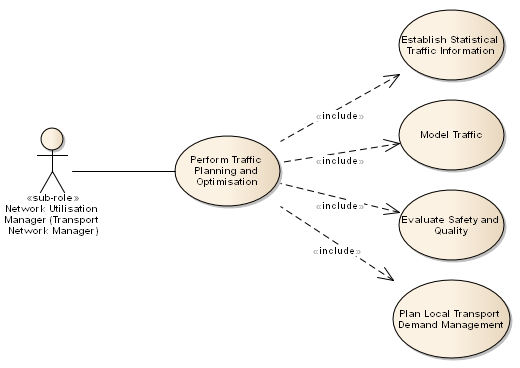 Establish Statistical
Traffic Information
«include»
Model Traffic
«include»
Perform Traffic
Planning and
Optimisation
«sub-role»
Network Utilisation
Manager (Transport
Network Manager)
«include»
Evaluate Safety and
Quality
«include»
Plan Local Transport
Demand Management